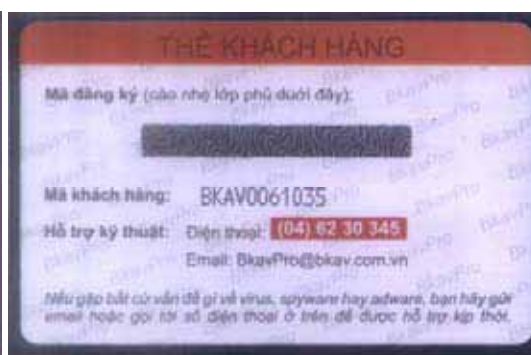 THẺ KHÁCH HÀNG
Mã đăng ký (cào nhẹ lớp phủ dưới đây):
Mã khách hàng: BKAV0061035
Hỗ trợ kỹ thuật: Điện thoại: (04) 62 30 345
Email: BkavPro@bkav.com.vn
Nếu gặp bất cứ vấn đề gì về virus, spyware hay adware, bạn hãy gửi
email hoặc gọi tới số điện thoại ở trên để được hỗ trợ kịp thời.